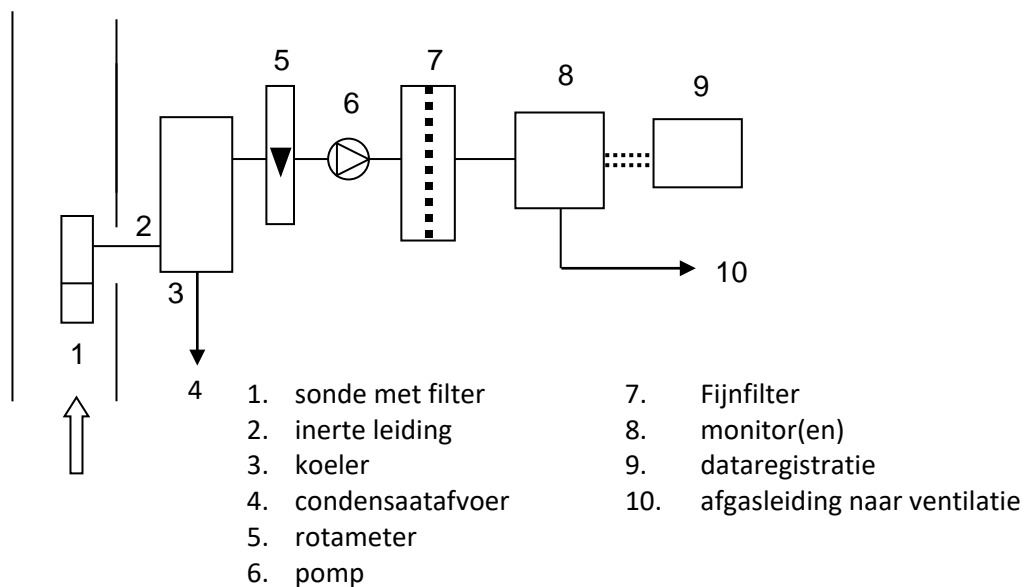 5
6
7
8
9
2
3
1
4
10
1. sonde met filter
2. inerte leiding
3. koeler
4. condensaatafvoer
5. rotameter
6. pomp
7. Fijnfilter
8. monitor(en)
9. dataregistratie
10. afgasleiding naar ventilatie